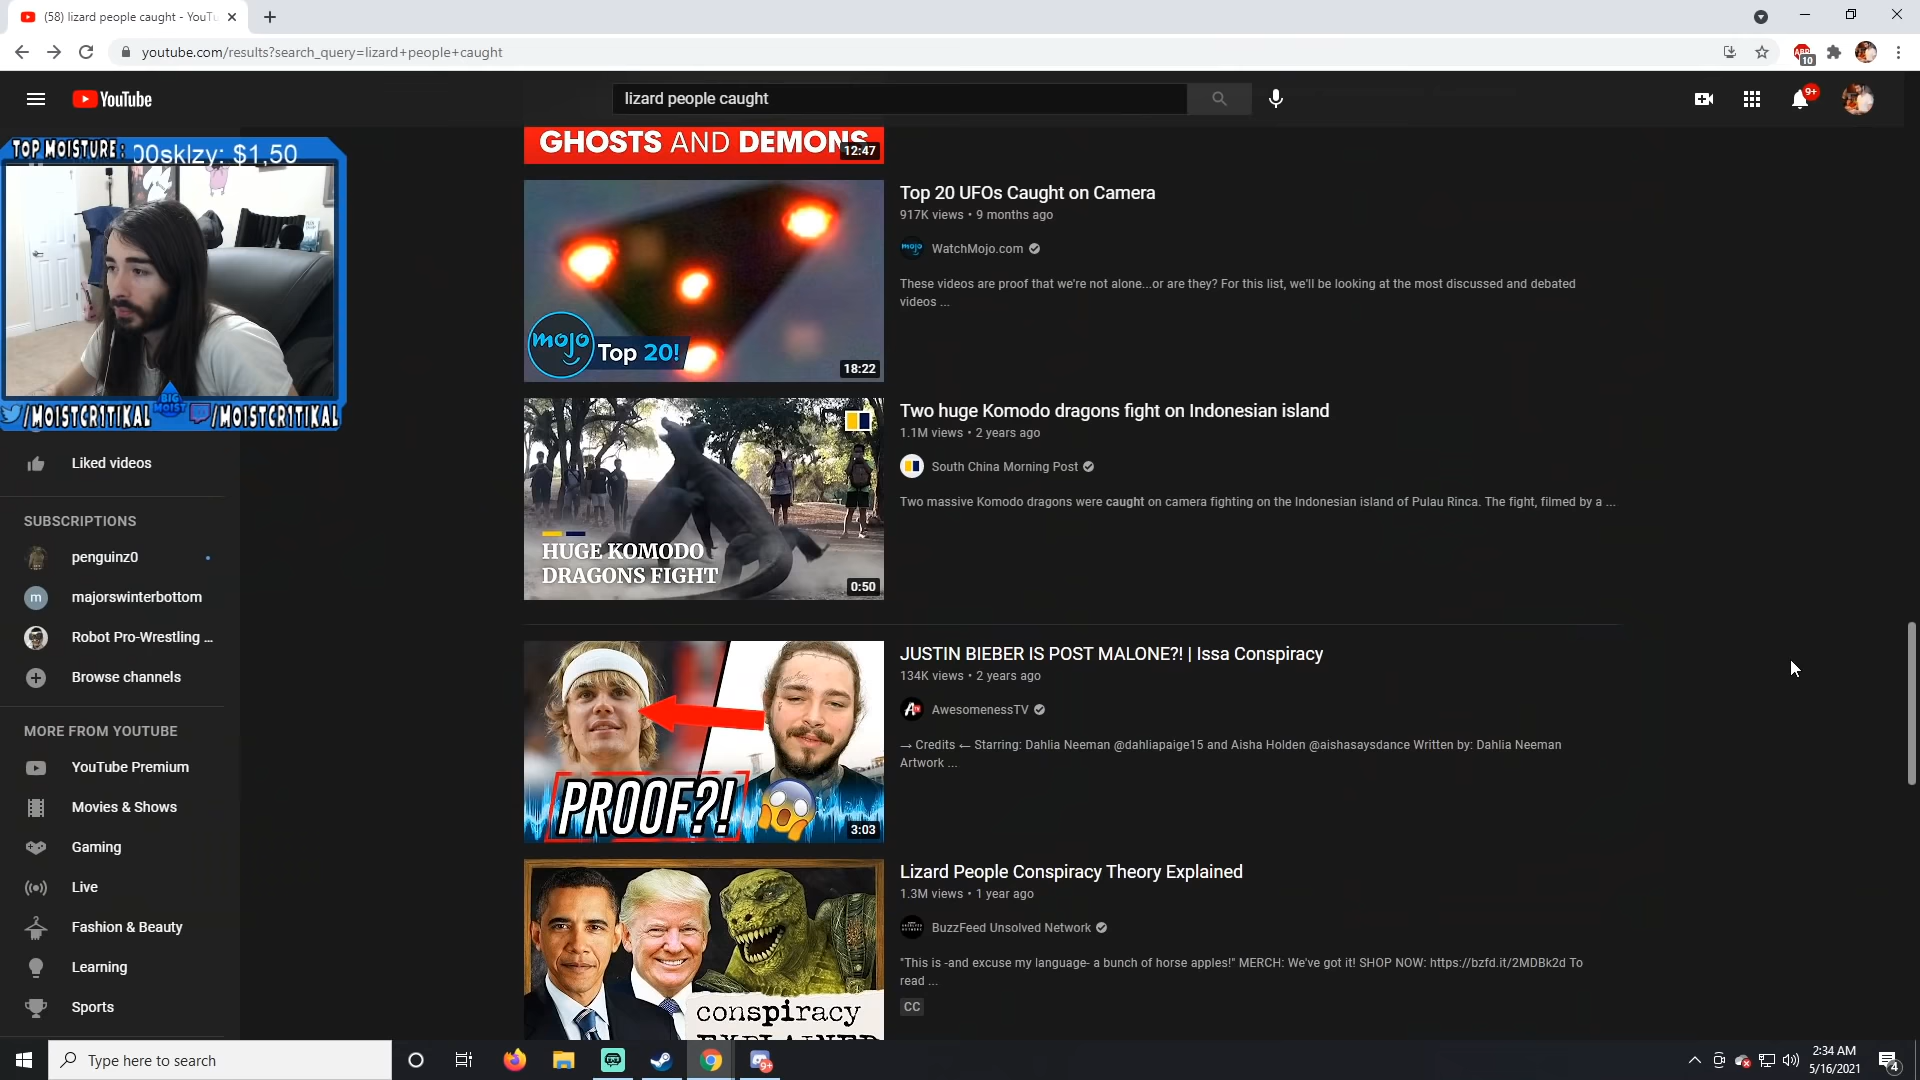 (58) lizard people caught - YouTu
youtube.com/results?search_query=lizard+people+caught
10
YouTube
lizard people caught
9+
TOP MOISTURE : 00sklzy: $1,50
BIG MOIST
/MOISTCR1TIKAL /MOISTCR1TIKAL
Liked videos
SUBSCRIPTIONS
penguinz0
m majorswinterbottom
Robot Pro-Wrestling ...
Browse channels
MORE FROM YOUTUBE
YouTube Premium
Movies & Shows
Gaming
Live
Fashion & Beauty
Learning
Sports
GHOSTS AND DEMONS
12:47
mojo Top 20!
18:22
Top 20 UFOs Caught on Camera
917K views • 9 months ago
mojo WatchMojo.com
These videos are proof that we're not alone...or are they? For this list, we'll be looking at the most discussed and debated
videos ...
HUGE KOMODO
DRAGONS FIGHT
0:50
Two huge Komodo dragons fight on Indonesian island
1.1M views • 2 years ago
South China Morning Post
Two massive Komodo dragons were caught on camera fighting on the Indonesian island of Pulau Rinca. The fight, filmed by a ...
PROOF?!
3:03
JUSTIN BIEBER IS POST MALONE?! | Issa Conspiracy
134K views • 2 years ago
AwesomenessTV
→ Credits ← Starring: Dahlia Neeman @dahliapaige15 and Aisha Holden @aishasaysdance Written by: Dahlia Neeman
Artwork ...
conspiracy
EXPLAINED
Lizard People Conspiracy Theory Explained
1.3M views • 1 year ago
BuzzFeed Unsolved Network
"This is -and excuse my language- a bunch of horse apples!" MERCH: We've got it! SHOP NOW: https://bzfd.it/2MDBk2d To
read ...
CC
Type here to search
9+
2:34 AM
5/16/2021
4